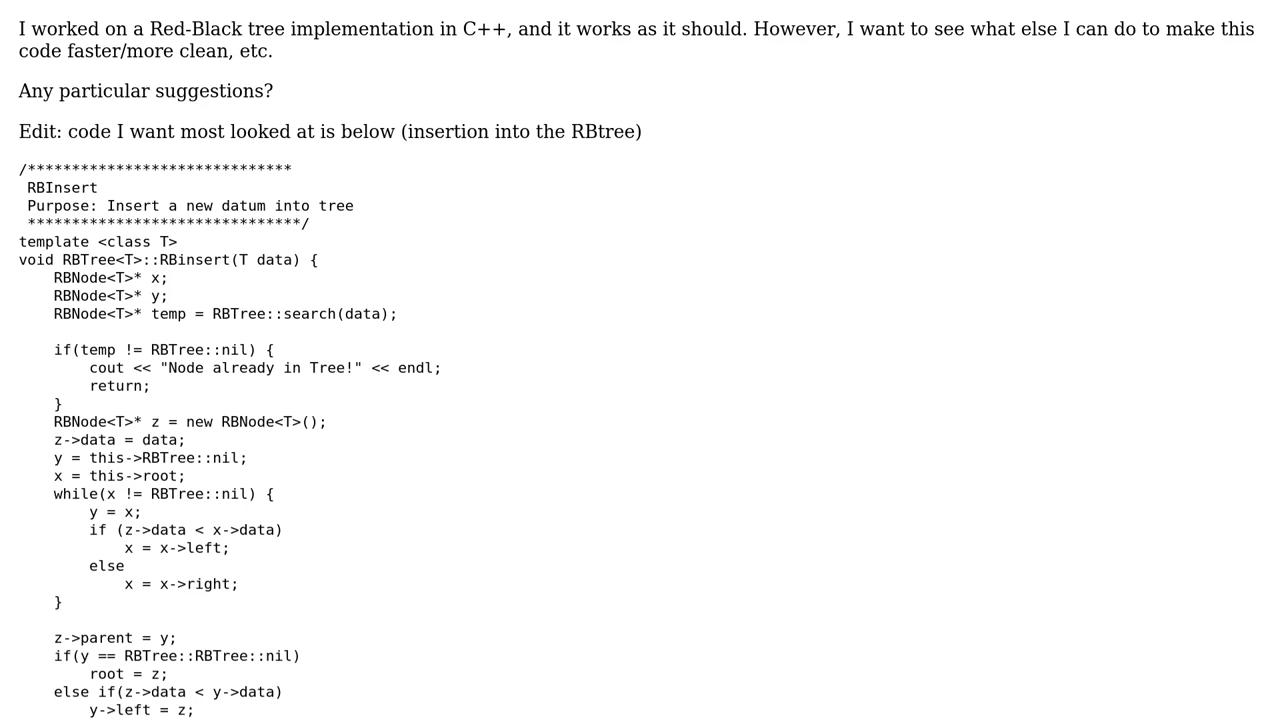 I worked on a Red-Black tree implementation in C++, and it works as it should. However, I want to see what else I can do to make this
code faster/more clean, etc.
Any particular suggestions?
Edit: code I want most looked at is below (insertion into the RBtree)
/******************************
 RBInsert
 Purpose: Insert a new datum into tree
 *******************************/
template <class T>
void RBTree<T>::RBinsert(T data) {
    RBNode<T>* x;
    RBNode<T>* y;
    RBNode<T>* temp = RBTree::search(data);
    if(temp != RBTree::nil) {
        cout << "Node already in Tree!" << endl;
        return;
    }
    RBNode<T>* z = new RBNode<T>();
    z->data = data;
    y = this->RBTree::nil;
    x = this->root;
    while(x != RBTree::nil) {
        y = x;
        if (z->data < x->data)
            x = x->left;
        else
            x = x->right;
    }
    z->parent = y;
    if(y == RBTree::RBTree::nil)
        root = z;
    else if(z->data < y->data)
        y->left = z;